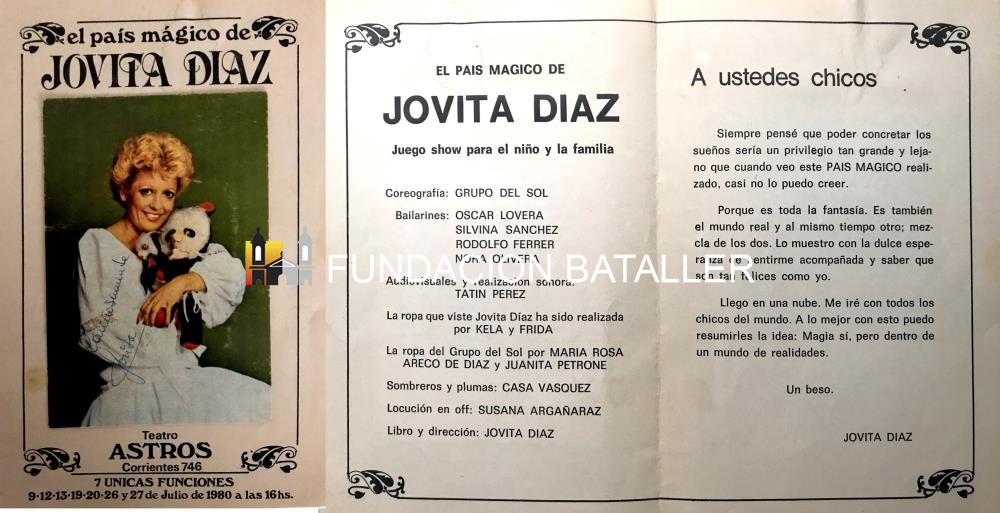 el país mágico de
JOVITA DIAZ
Cariñosamente
Jovita
Teatro
ASTROS
Corrientes 746
7 UNICAS FUNCIONES
9-12-13-19-20-26 y 27 de Julio de 1980 a las 16hs.
EL PAIS MAGICO DE
JOVITA DIAZ
Juego show para el niño y la familia
Coreografía: GRUPO DEL SOL
Bailarines: OSCAR LOVERA
SILVINA SANCHEZ
RODOLFO FERRER
NORA OLIVERA
Audiovisuales y realización sonora:
TATIN PEREZ
La ropa que viste Jovita Díaz ha sido realizada
por KELA y FRIDA
La ropa del Grupo del Sol por MARIA ROSA
ARECO DE DIAZ y JUANITA PETRONE
Sombreros y plumas: CASA VASQUEZ
Locución en off: SUSANA ARGAÑARAZ
Libro y dirección: JOVITA DIAZ
A ustedes chicos
Siempre pensé que poder concretar los
sueños sería un privilegio tan grande y leja-
no que cuando veo este PAIS MAGICO reali-
zado, casi no lo puedo creer.
Porque es toda la fantasía. Es también
el mundo real y al mismo tiempo otro; mez-
cla de los dos. Lo muestro con la dulce espe-
ranza de sentirme acompañada y saber que
son tan felices como yo.
Llego en una nube. Me iré con todos los
chicos del mundo. A lo mejor con esto puedo
resumirles la idea: Magia sí, pero dentro de
un mundo de realidades.
Un beso.
JOVITA DIAZ
FUNDACION BATALLER